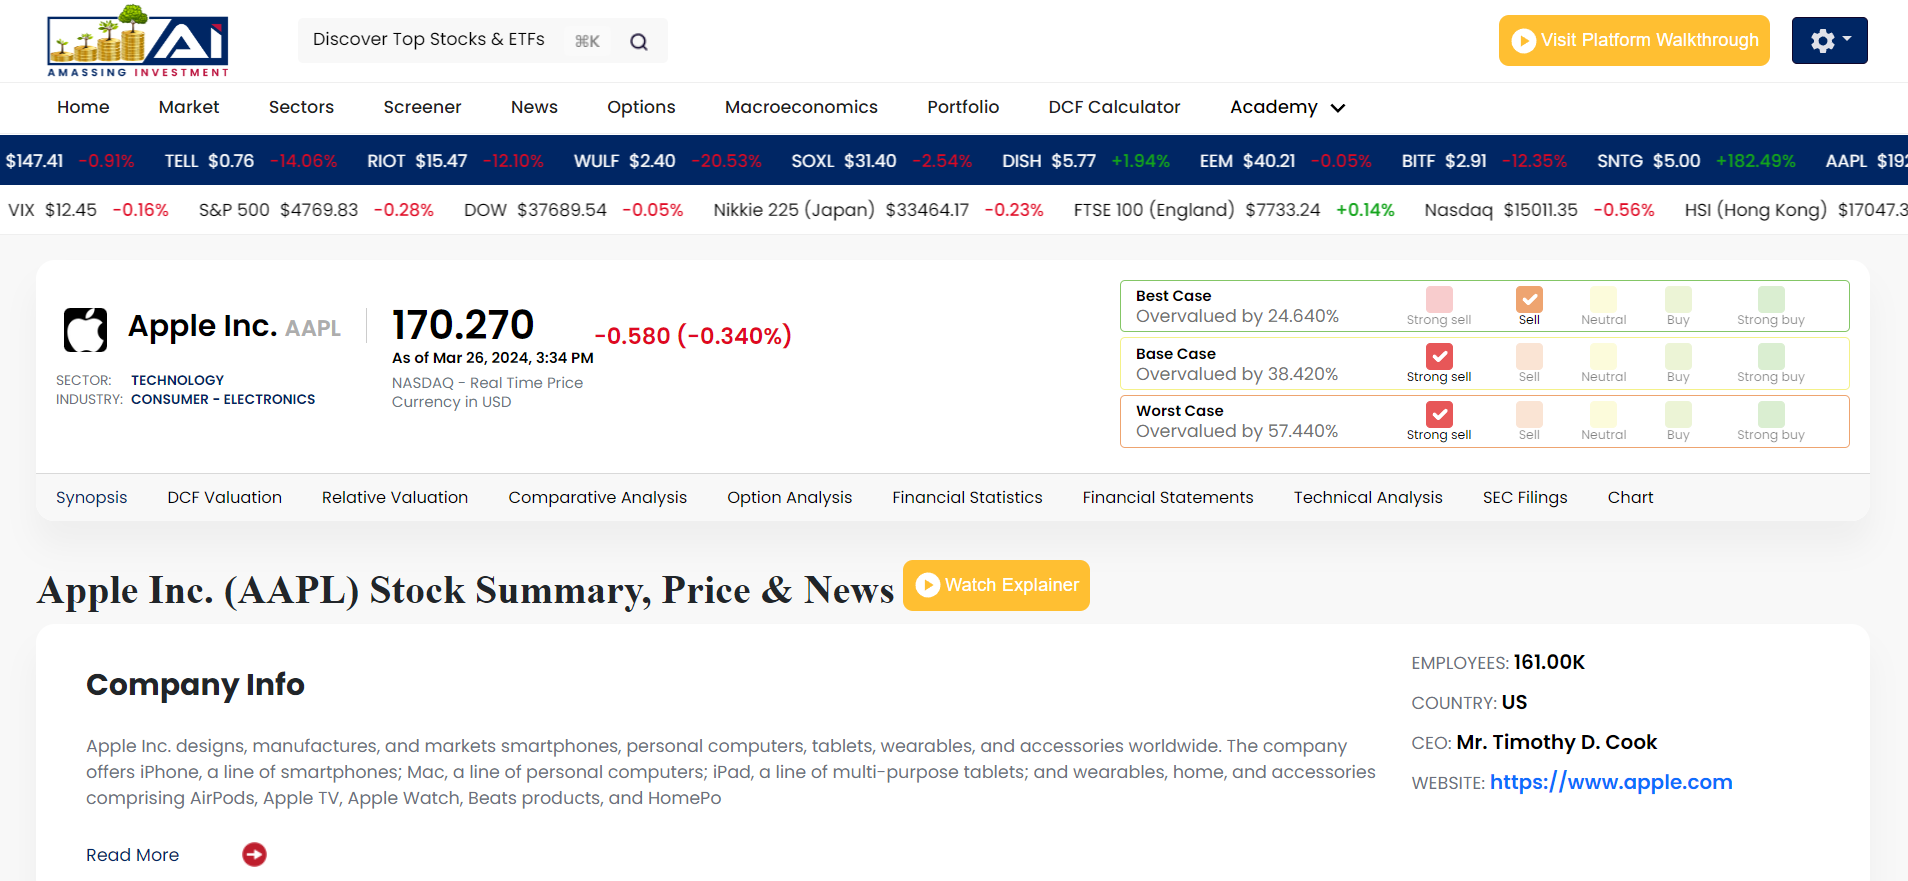 Ai
AMASSING INVESTMENT
Discover Top Stocks & ETFs ⌘K
Visit Platform Walkthrough
Home Market Sectors Screener News Options Macroeconomics Portfolio DCF Calculator Academy
$147.41 -0.91% TELL $0.76 -14.06% RIOT $15.47 -12.10% WULF $2.40 -20.53% SOXL $31.40 -2.54% DISH $5.77 +1.94% EEM $40.21 -0.05% BITF $2.91 -12.35% SNTG $5.00 +182.49% AAPL $192
VIX $12.45 -0.16% S&P 500 $4769.83 -0.28% DOW $37689.54 -0.05% Nikkie 225 (Japan) $33464.17 -0.23% FTSE 100 (England) $7733.24 +0.14% Nasdaq $15011.35 -0.56% HSI (Hong Kong) $17047.3
Apple Inc. AAPL
SECTOR: TECHNOLOGY
INDUSTRY: CONSUMER - ELECTRONICS
170.270 -0.580 (-0.340%)
As of Mar 26, 2024, 3:34 PM
NASDAQ - Real Time Price
Currency in USD
Best Case
Overvalued by 24.640%
Strong sell Sell Neutral Buy Strong buy
Base Case
Overvalued by 38.420%
Strong sell Sell Neutral Buy Strong buy
Worst Case
Overvalued by 57.440%
Strong sell Sell Neutral Buy Strong buy
Synopsis DCF Valuation Relative Valuation Comparative Analysis Option Analysis Financial Statistics Financial Statements Technical Analysis SEC Filings Chart
Apple Inc. (AAPL) Stock Summary, Price & News
Watch Explainer
Company Info
Apple Inc. designs, manufactures, and markets smartphones, personal computers, tablets, wearables, and accessories worldwide. The company
offers iPhone, a line of smartphones; Mac, a line of personal computers; iPad, a line of multi-purpose tablets; and wearables, home, and accessories
comprising AirPods, Apple TV, Apple Watch, Beats products, and HomePo
Read More
EMPLOYEES: 161.00K
COUNTRY: US
CEO: Mr. Timothy D. Cook
WEBSITE: https://www.apple.com